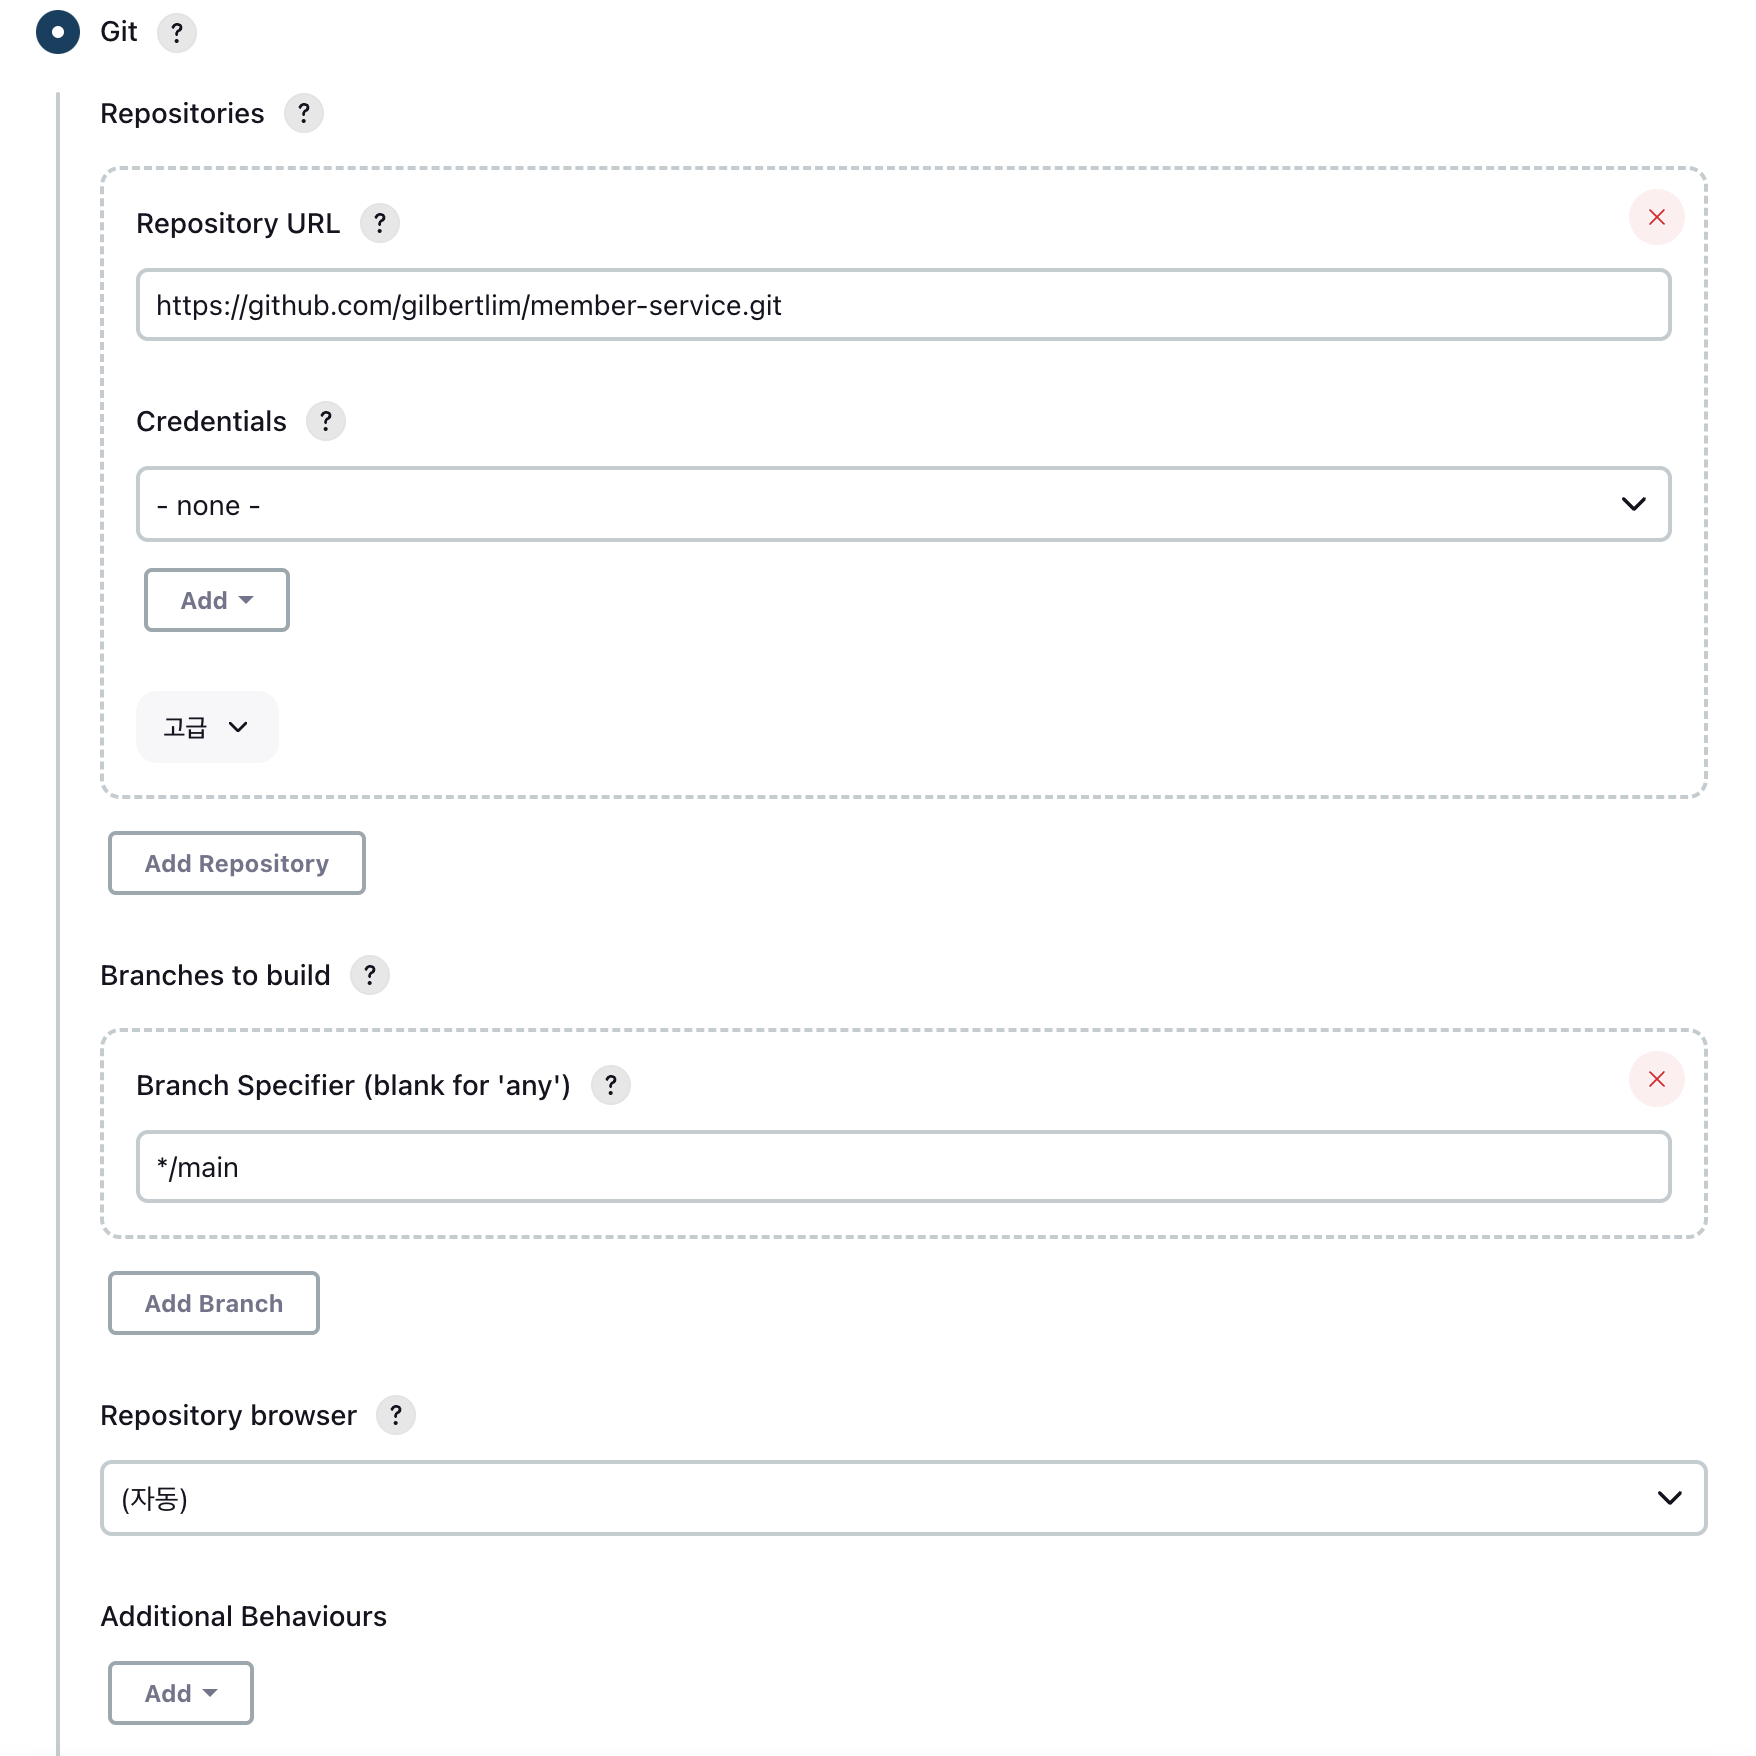 Git ?
Repositories ?
Repository URL ?
https://github.com/gilbertlim/member-service.git
Credentials ?
- none -
Add
고급
Add Repository
Branches to build ?
Branch Specifier (blank for 'any') ?
*/main
Add Branch
Repository browser ?
(자동)
Additional Behaviours
Add